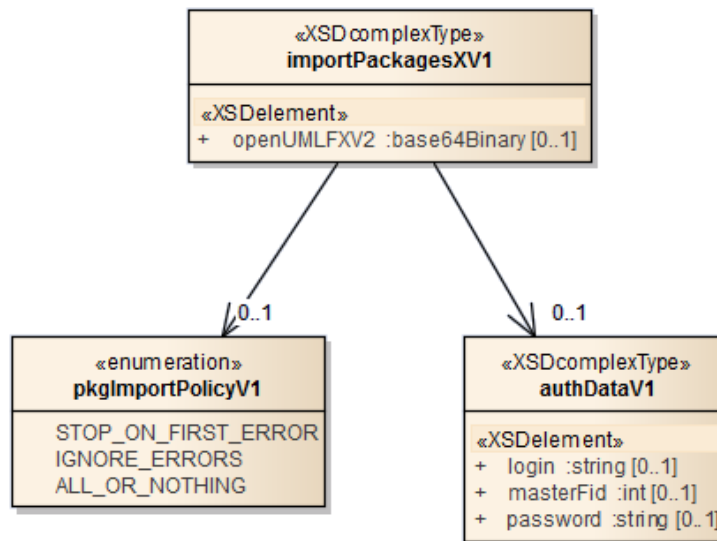 «XSDcomplexType»
importPackagesXV1
«XSDelement»
+ openUMLFXV2 :base64Binary [0..1]
0..1
0..1
«enumeration»
pkgImportPolicyV1
STOP_ON_FIRST_ERROR
IGNORE_ERRORS
ALL_OR_NOTHING
«XSDcomplexType»
authDataV1
«XSDelement»
+ login :string [0..1]
+ masterFid :int [0..1]
+ password :string [0..1]